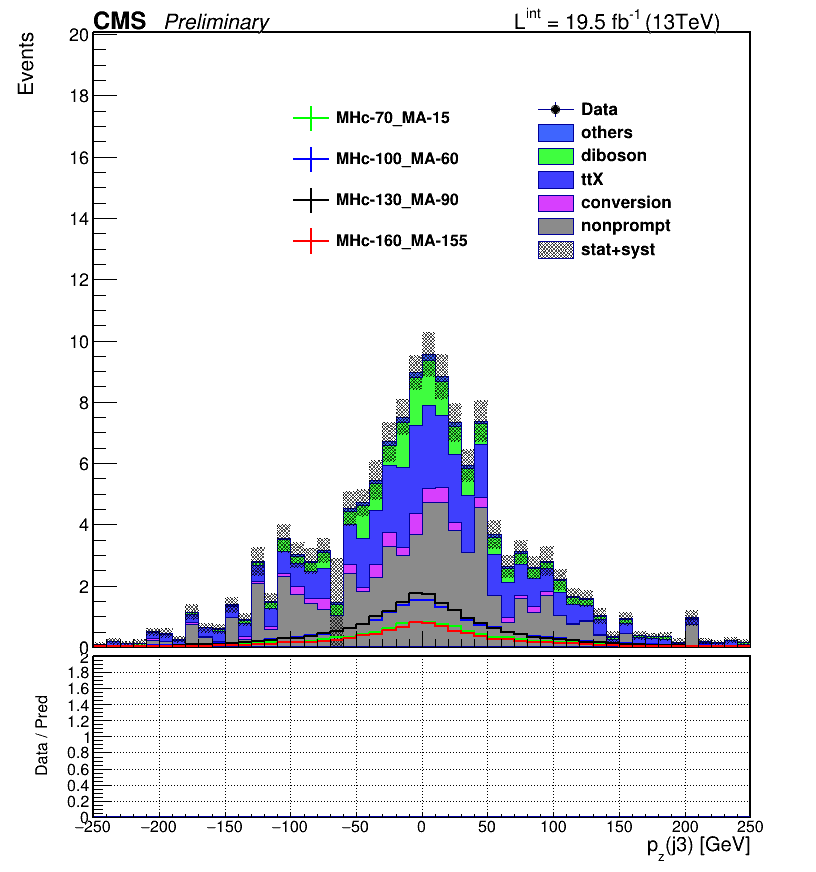 CMS Preliminary L^int = 19.5 fb^-1 (13TeV)
Events
20
18
16
14
12
10
8
6
4
2
0
MHc-70_MA-15
MHc-100_MA-60
MHc-130_MA-90
MHc-160_MA-155
Data
others
diboson
ttX
conversion
nonprompt
stat+syst
Data / Pred
2
1.8
1.6
1.4
1.2
1
0.8
0.6
0.4
0.2
0
−250 −200 −150 −100 −50 0 50 100 150 200 250
p_z(j3) [GeV]